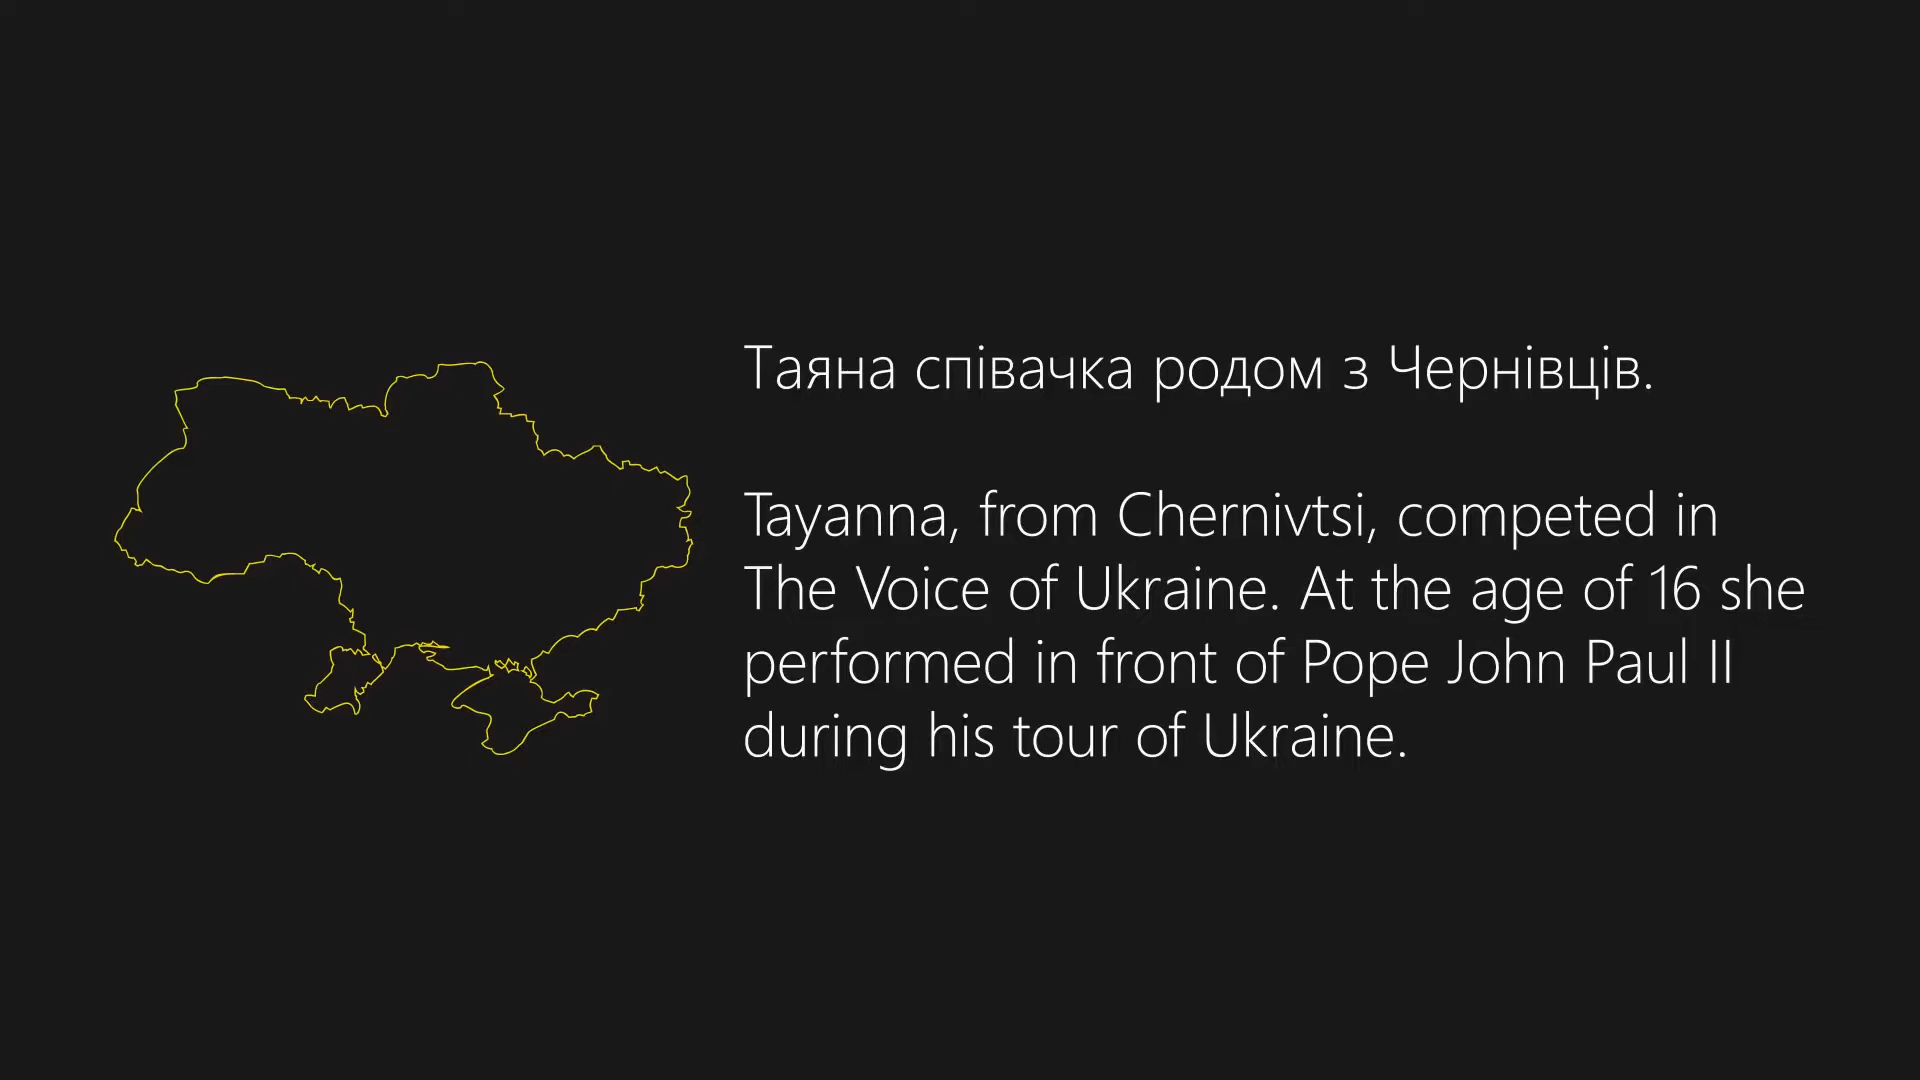 Таяна співачка родом з Чернівців.
Tayanna, from Chernivtsi, competed in
The Voice of Ukraine. At the age of 16 she
performed in front of Pope John Paul II
during his tour of Ukraine.